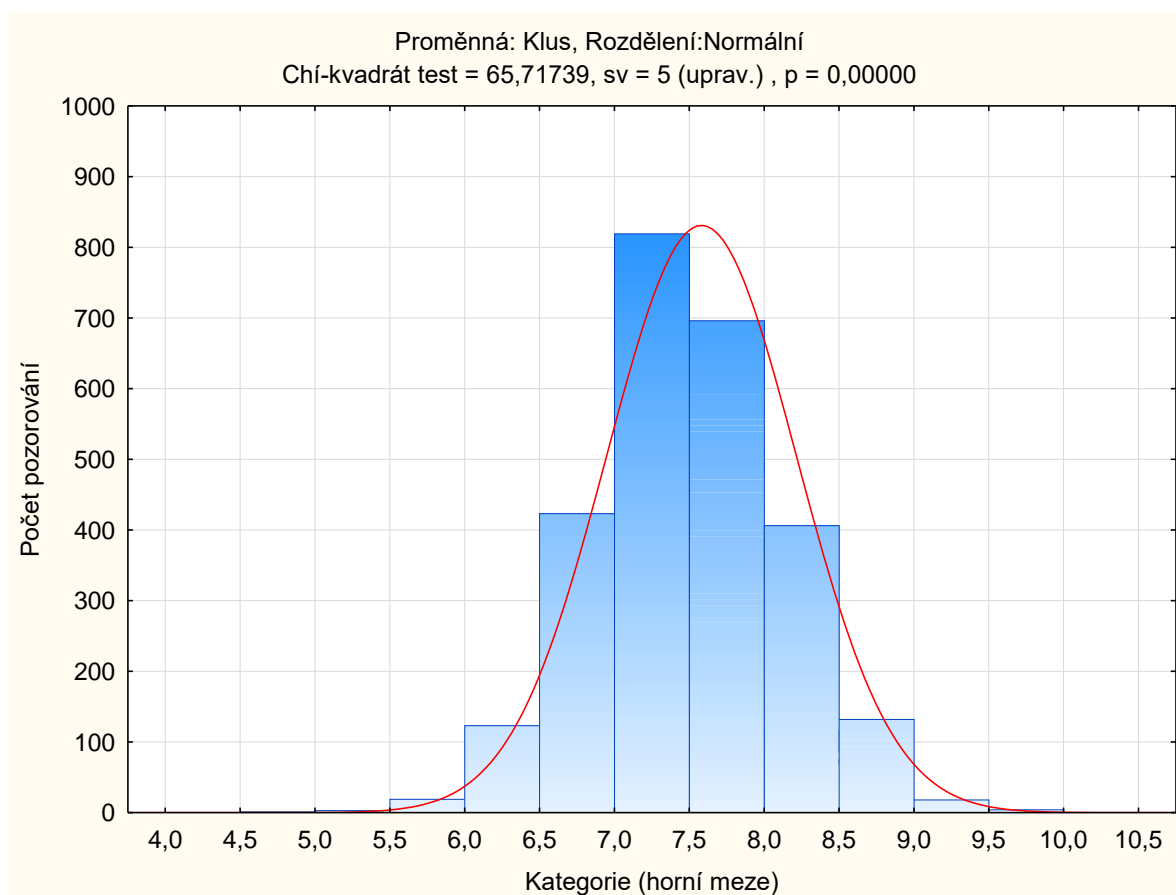 Proměnná: Klus, Rozdělení:Normální
Chí-kvadrát test = 65,71739, sv = 5 (uprav.) , p = 0,00000
1000
900
800
700
600
500
400
300
200
100
0
Počet pozorování
4,0 4,5 5,0 5,5 6,0 6,5 7,0 7,5 8,0 8,5 9,0 9,5 10,0 10,5
Kategorie (horní meze)